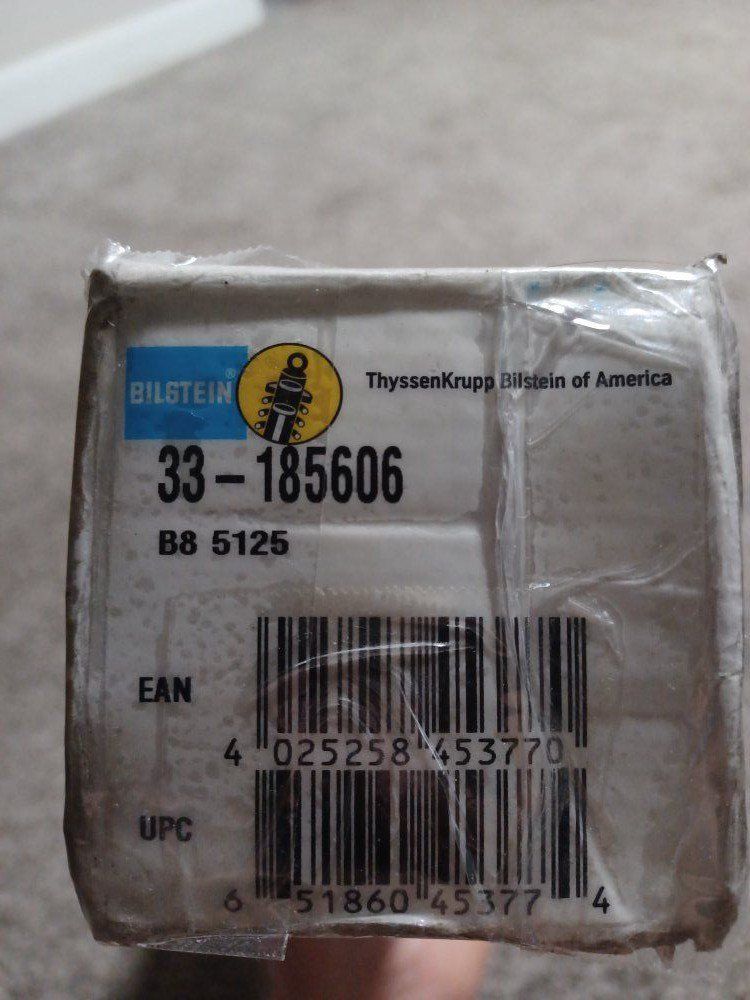 BILSTEIN®
ThyssenKrupp Bilstein of America
33-185606
B8 5125
EAN
4 025258 453770
UPC
6 51860 45377 4